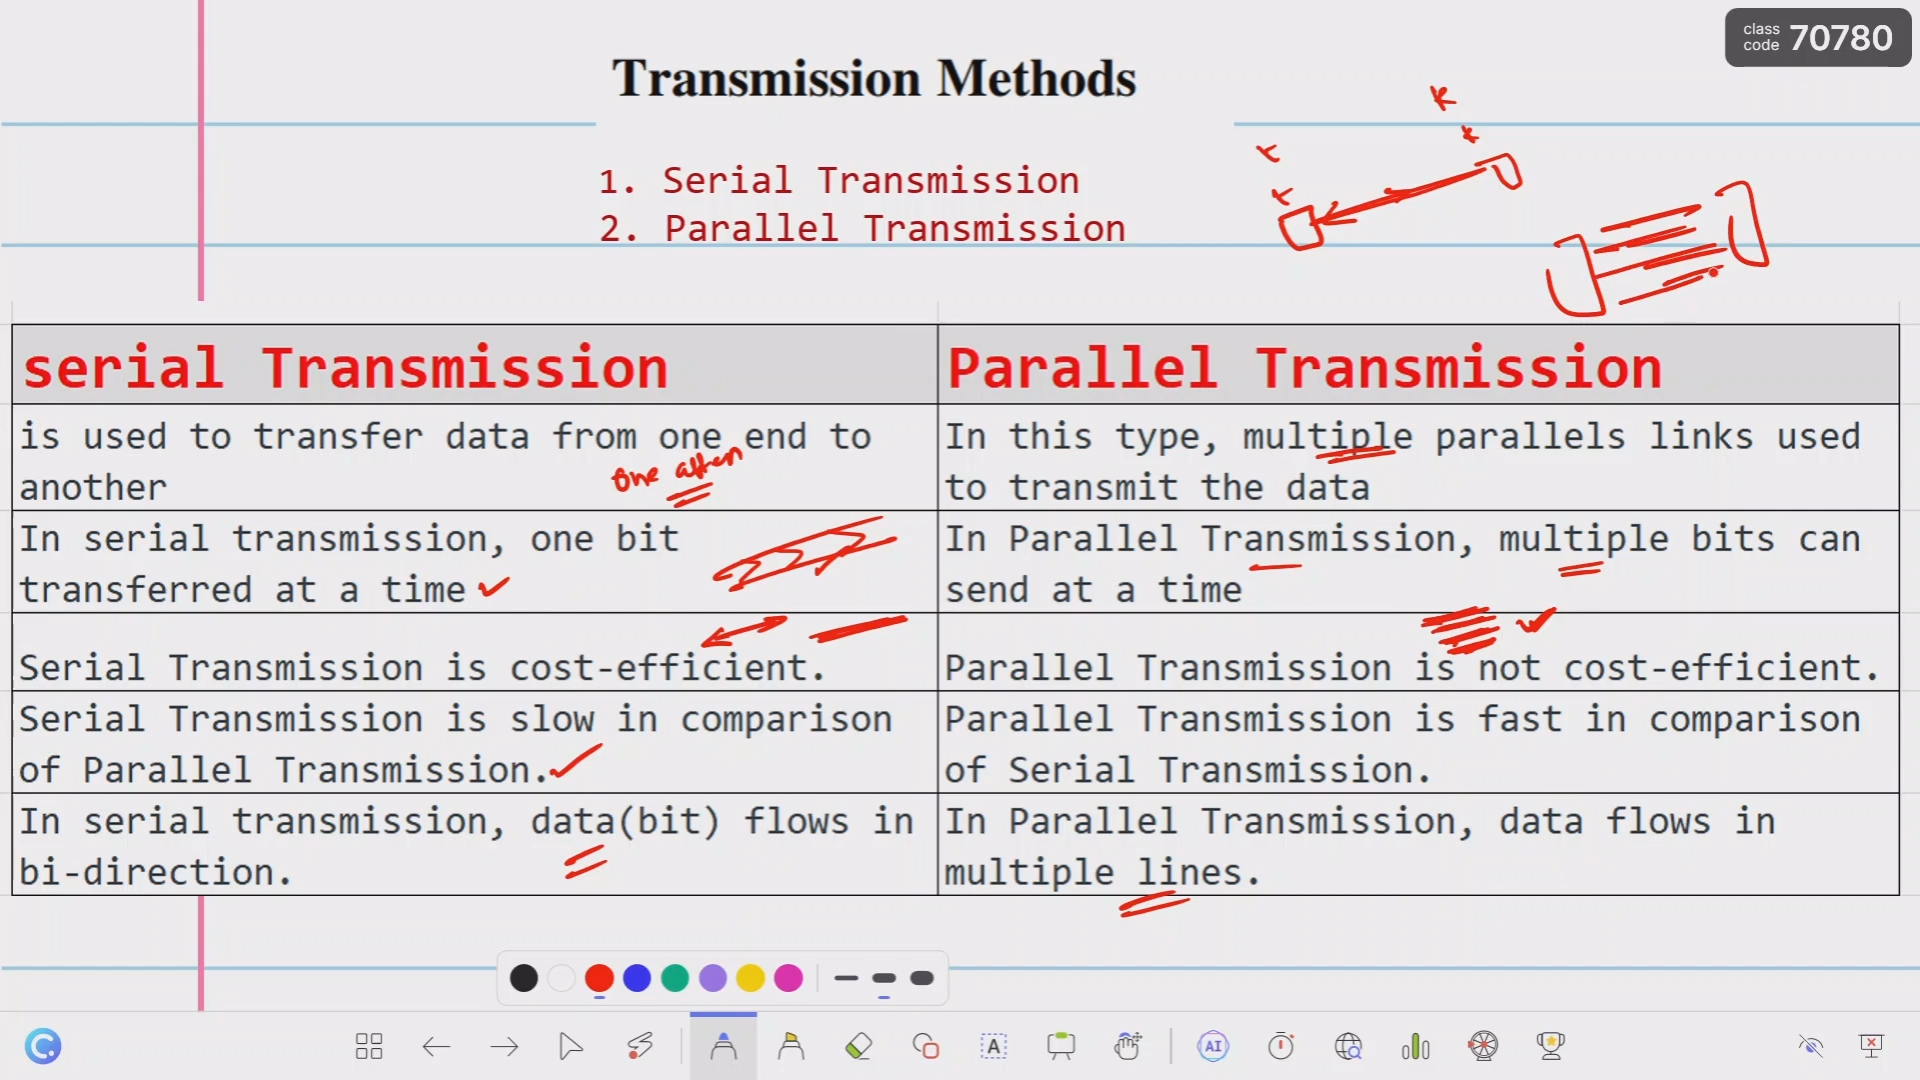 class
code 70780
Transmission Methods
1. Serial Transmission
2. Parallel Transmission
serial Transmission
Parallel Transmission
is used to transfer data from one end to
another
In this type, multiple parallels links used
to transmit the data
one after
In serial transmission, one bit
transferred at a time
In Parallel Transmission, multiple bits can
send at a time
Serial Transmission is cost-efficient.
Parallel Transmission is not cost-efficient.
Serial Transmission is slow in comparison
of Parallel Transmission.
Parallel Transmission is fast in comparison
of Serial Transmission.
In serial transmission, data(bit) flows in
bi-direction.
In Parallel Transmission, data flows in
multiple lines.
A
AI